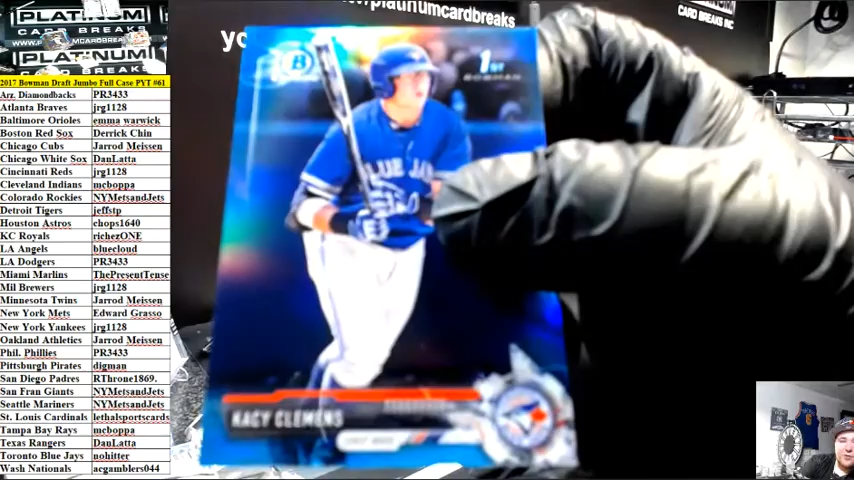 PLATINUM
CARD BREAKS
PLATINUM
CARD BREAKS
/platinumcardbreaks
CARD BREAKS INC
yo
2017 Bowman Draft Jumbo Full Case PYT #61
Arz. Diamondbacks PR3433
Atlanta Braves jrg1128
Baltimore Orioles emma warwick
Boston Red Sox Derrick Chin
Chicago Cubs Jarrod Meissen
Chicago White Sox DanLatta
Cincinnati Reds jrg1128
Cleveland Indians mcboppa
Colorado Rockies NYMetsandJets
Detroit Tigers jeffstp
Houston Astros chops1640
KC Royals richezONE
LA Angels bluecloud
LA Dodgers PR3433
Miami Marlins ThePresentTense
Mil Brewers jrg1128
Minnesota Twins Jarrod Meissen
New York Mets Edward Grasso
New York Yankees jrg1128
Oakland Athletics Jarrod Meissen
Phil. Phillies PR3433
Pittsburgh Pirates digman
San Diego Padres RThrone1869.
San Fran Giants NYMetsandJets
Seattle Mariners NYMetsandJets
St. Louis Cardinals lethalsportscards
Tampa Bay Rays mcboppa
Texas Rangers DanLatta
Toronto Blue Jays nohitter
Wash Nationals acgamblers044
B
1ST
BOWMAN
BLUE JA
KACY CLEMENS